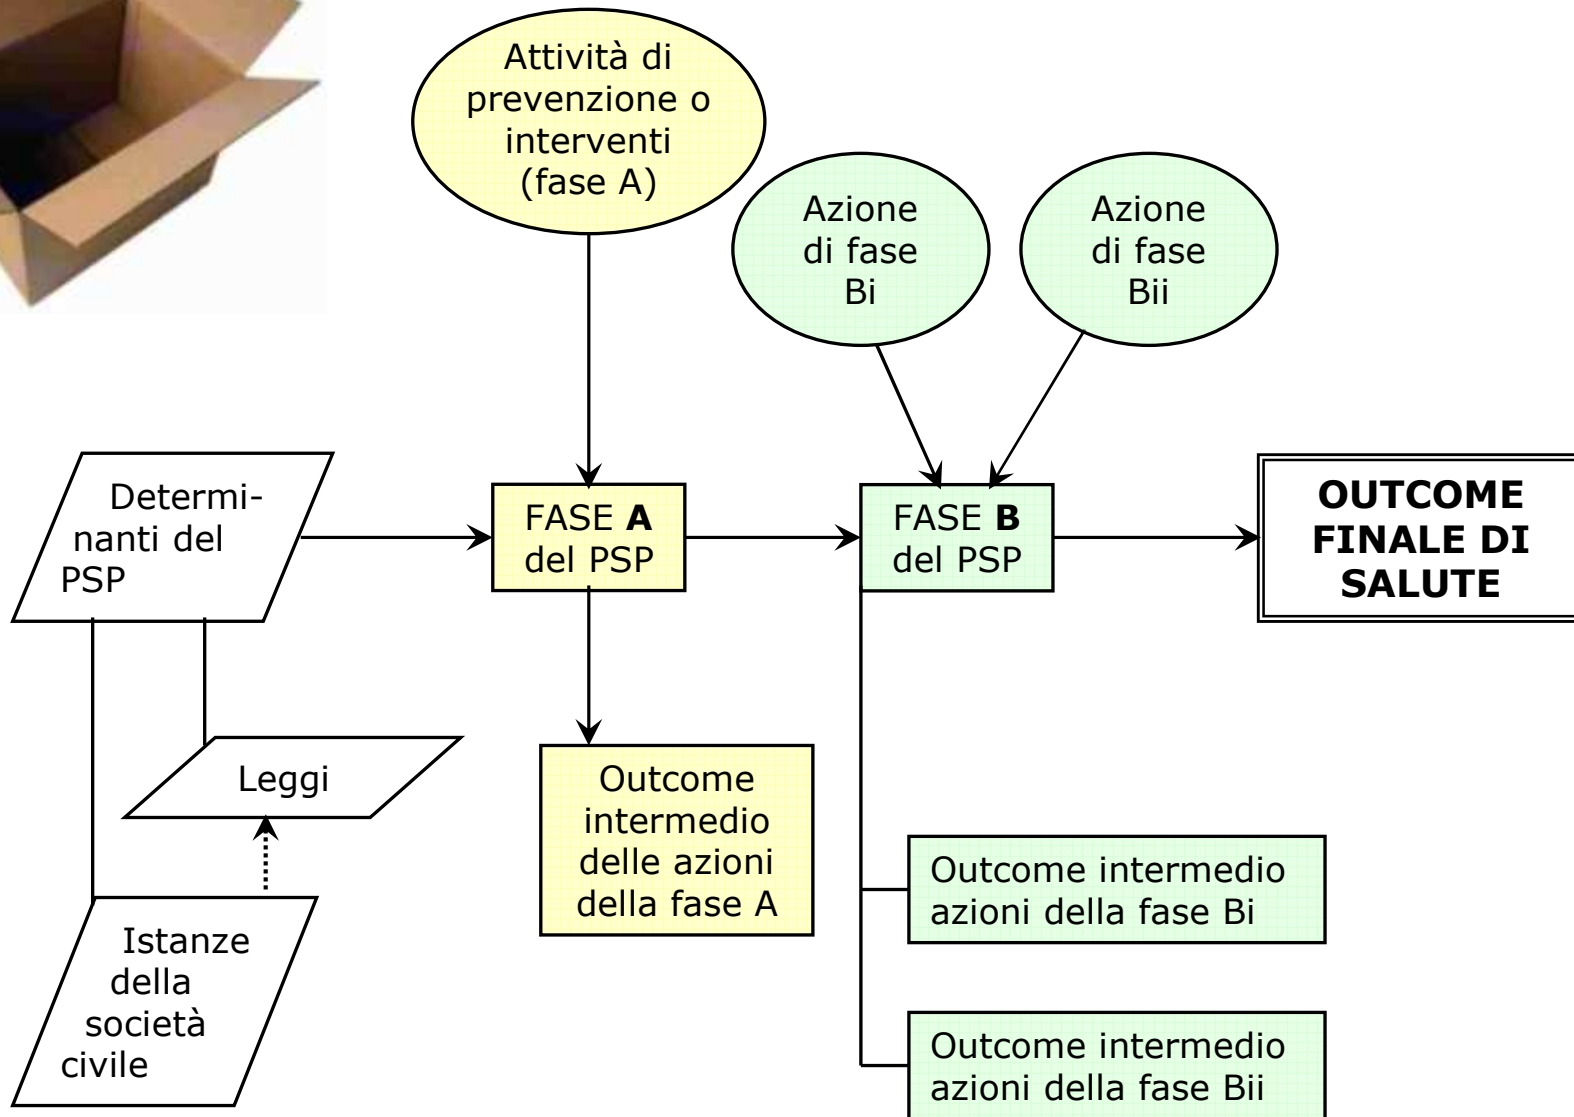 Attività di
prevenzione o
interventi
(fase A)
Azione
di fase
Bi
Azione
di fase
Bii
Determi-
nanti del
PSP
FASE A
del PSP
FASE B
del PSP
OUTCOME
FINALE DI
SALUTE
Leggi
Outcome
intermedio
delle azioni
della fase A
Istanze
della
società
civile
Outcome intermedio
azioni della fase Bi
Outcome intermedio
azioni della fase Bii